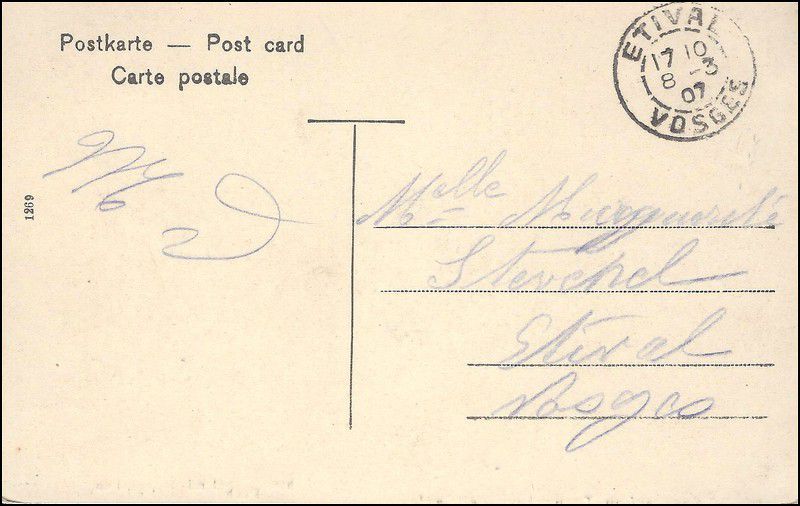 Postkarte — Post card
Carte postale
ETIVAL
17 10
8 - 3
07
VOSGES
1269
Melle Marguerite
Etival
Vosges